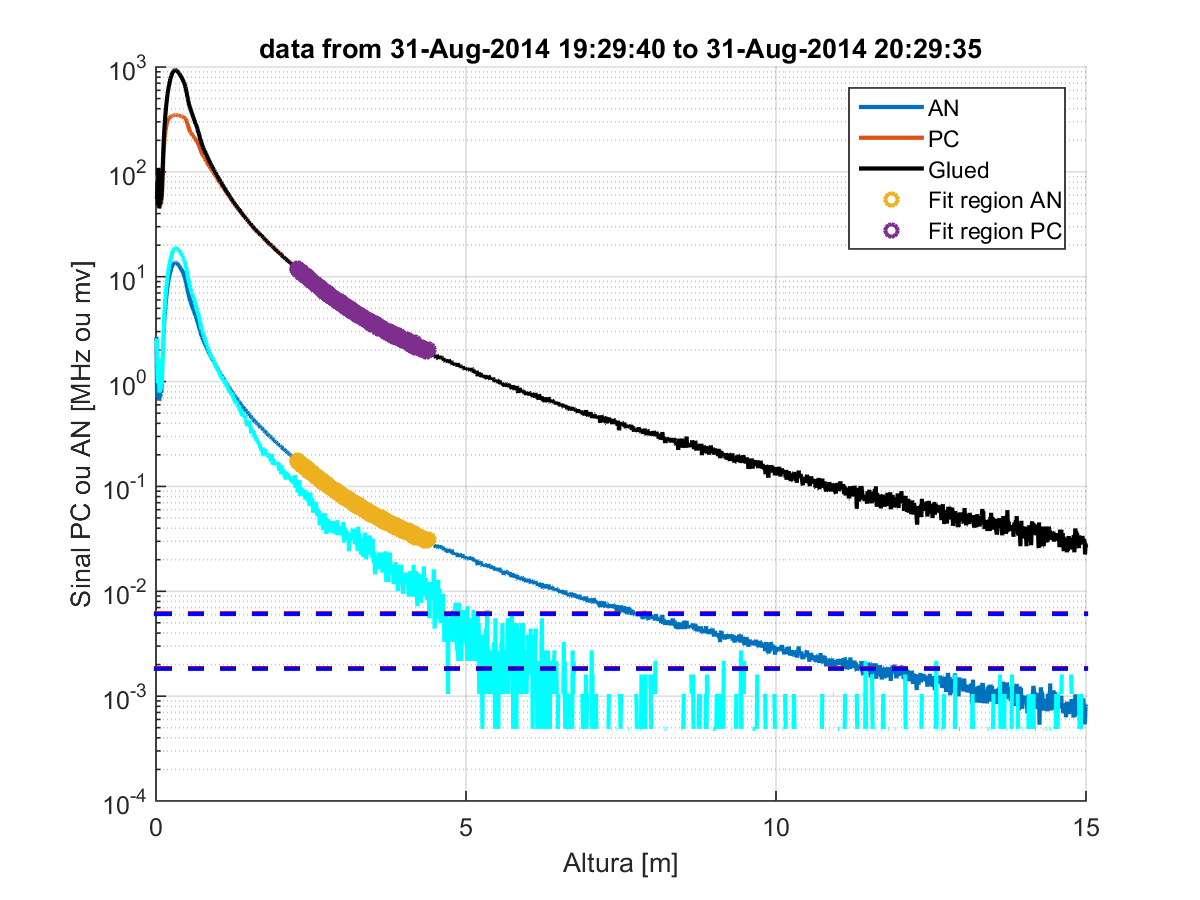 data from 31-Aug-2014 19:29:40 to 31-Aug-2014 20:29:35
Sinal PC ou AN [MHz ou mv]
10^3
10^2
10^1
10^0
10^-1
10^-2
10^-3
10^-4
AN
PC
Glued
Fit region AN
Fit region PC
0 5 10 15
Altura [m]